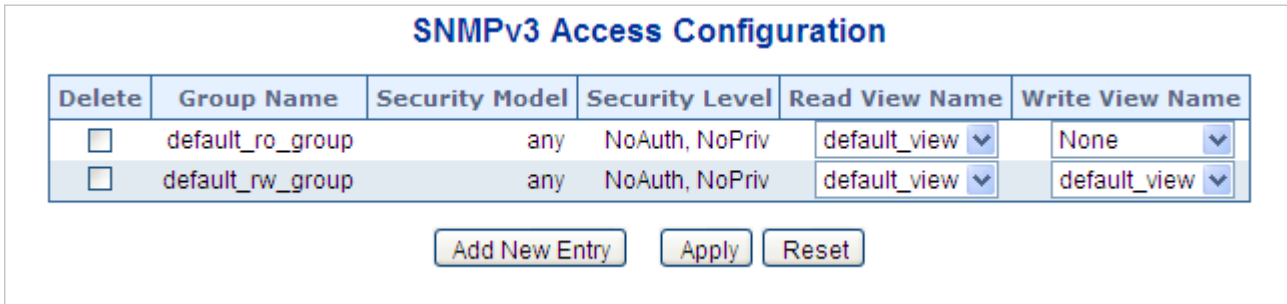 SNMPv3 Access Configuration
Delete Group Name Security Model Security Level Read View Name Write View Name
default_ro_group any NoAuth, NoPriv default_view None
default_rw_group any NoAuth, NoPriv default_view default_view
Add New Entry Apply Reset